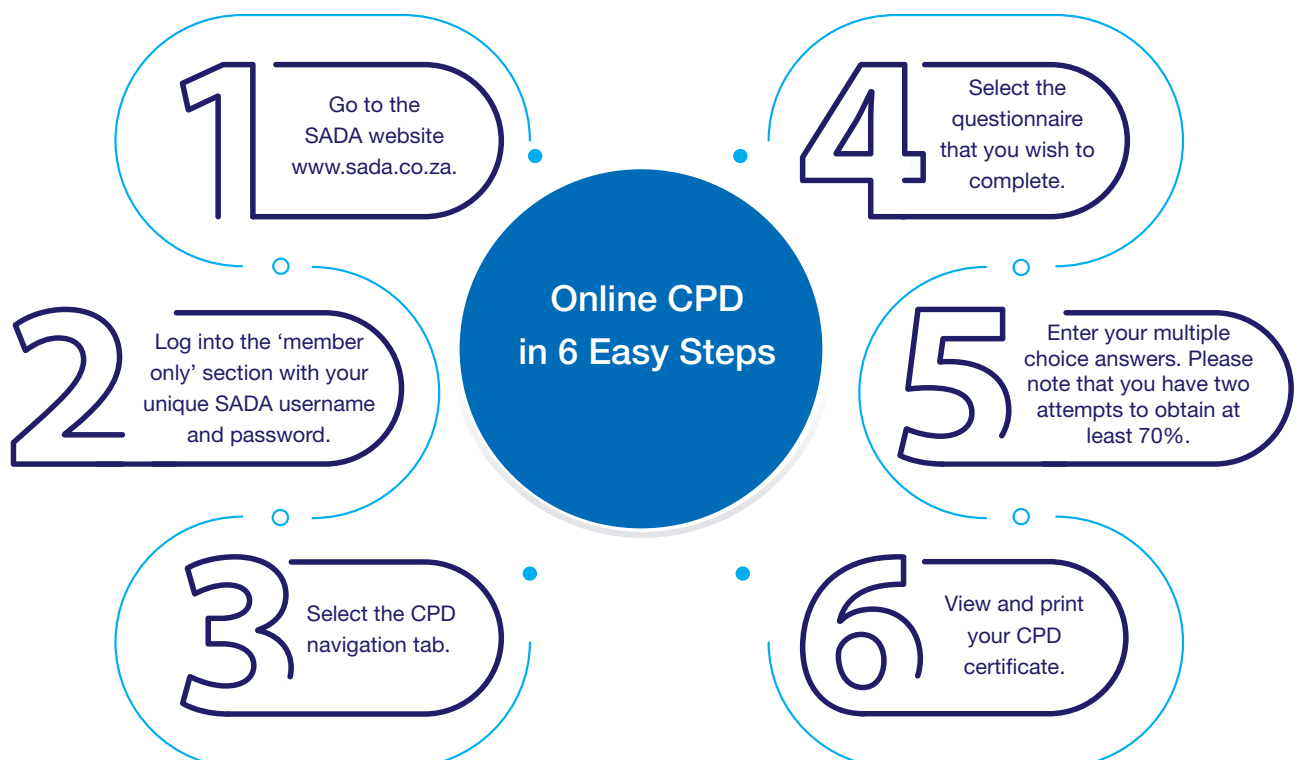 1
Go to the
SADA website
www.sada.co.za.
2
Log into the ‘member
only’ section with your
unique SADA username
and password.
3
Select the CPD
navigation tab.
Online CPD
in 6 Easy Steps
4
Select the
questionnaire
that you wish to
complete.
5
Enter your multiple
choice answers. Please
note that you have two
attempts to obtain at
least 70%.
6
View and print
your CPD
certificate.